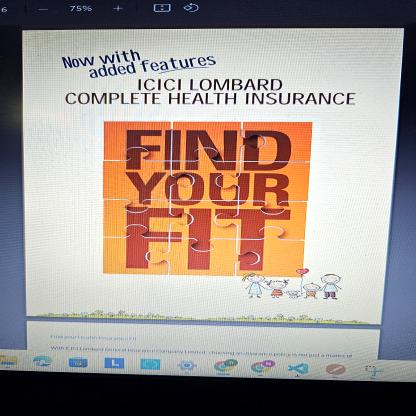 6 — 75% +
Now with
added features
ICICI LOMBARD
COMPLETE HEALTH INSURANCE
FIND
YOUR
FIT
Find your Health Insurance Fit
With ICICI Lombard General Insurance Company Limited, choosing an insurance policy is not just a matter of